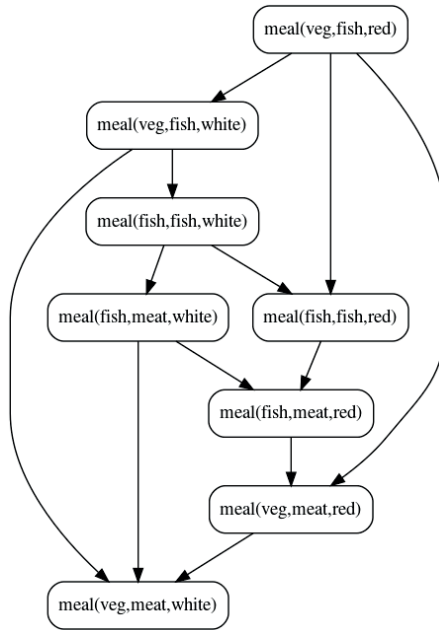 meal(veg,fish,red)
meal(veg,fish,white)
meal(fish,fish,white)
meal(fish,meat,white)
meal(fish,fish,red)
meal(fish,meat,red)
meal(veg,meat,red)
meal(veg,meat,white)